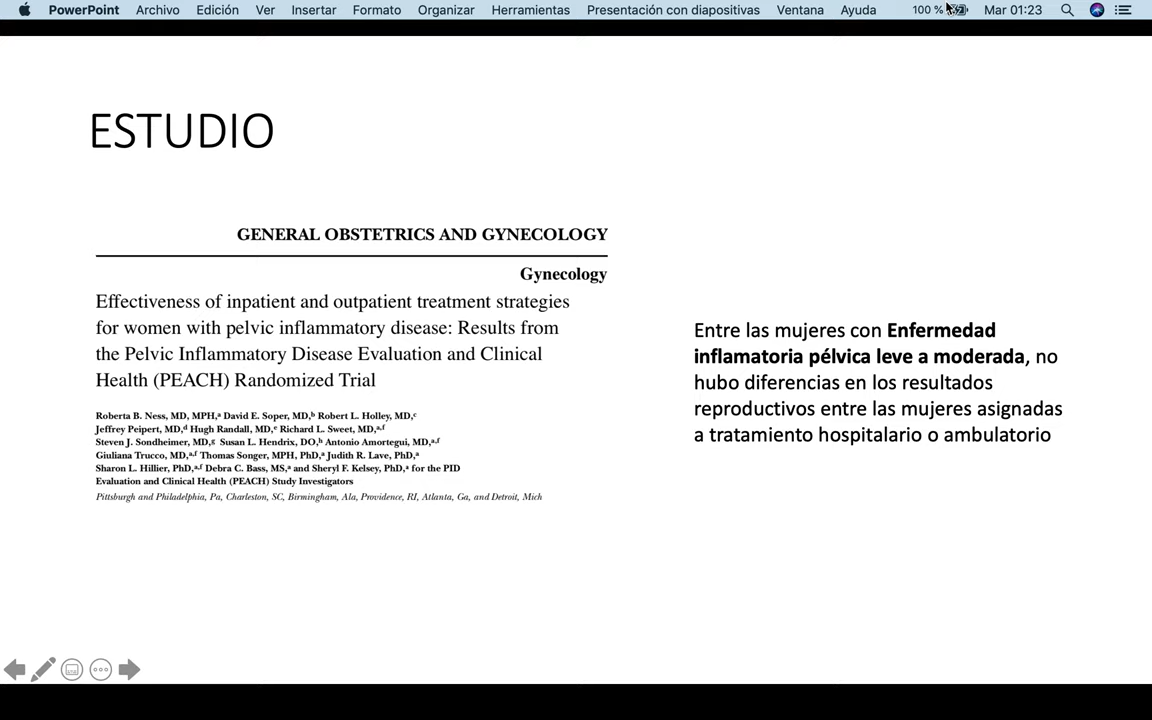 PowerPoint Archivo Edición Ver Insertar Formato Organizar Herramientas Presentación con diapositivas Ventana Ayuda 100 % Mar 01:23
ESTUDIO
GENERAL OBSTETRICS AND GYNECOLOGY
Gynecology
Effectiveness of inpatient and outpatient treatment strategies
for women with pelvic inflammatory disease: Results from
the Pelvic Inflammatory Disease Evaluation and Clinical
Health (PEACH) Randomized Trial
Roberta B. Ness, MD, MPH,ᵃ David E. Soper, MD,ᵇ Robert L. Holley, MD,ᶜ
Jeffrey Peipert, MD,ᵈ Hugh Randall, MD,ᵉ Richard L. Sweet, MD,ᵃ,ᶠ
Steven J. Sondheimer, MD,ᵍ Susan L. Hendrix, DO,ʰ Antonio Amortegui, MD,ᵃ,ᶠ
Giuliana Trucco, MD,ᵃ,ᶠ Thomas Songer, MPH, PhD,ᵃ Judith R. Lave, PhD,ᵃ
Sharon L. Hillier, PhD,ᵃ,ᶠ Debra C. Bass, MS,ᵃ and Sheryl F. Kelsey, PhD,ᵃ for the PID
Evaluation and Clinical Health (PEACH) Study Investigators
Pittsburgh and Philadelphia, Pa, Charleston, SC, Birmingham, Ala, Providence, RI, Atlanta, Ga, and Detroit, Mich
Entre las mujeres con Enfermedad
inflamatoria pélvica leve a moderada, no
hubo diferencias en los resultados
reproductivos entre las mujeres asignadas
a tratamiento hospitalario o ambulatorio